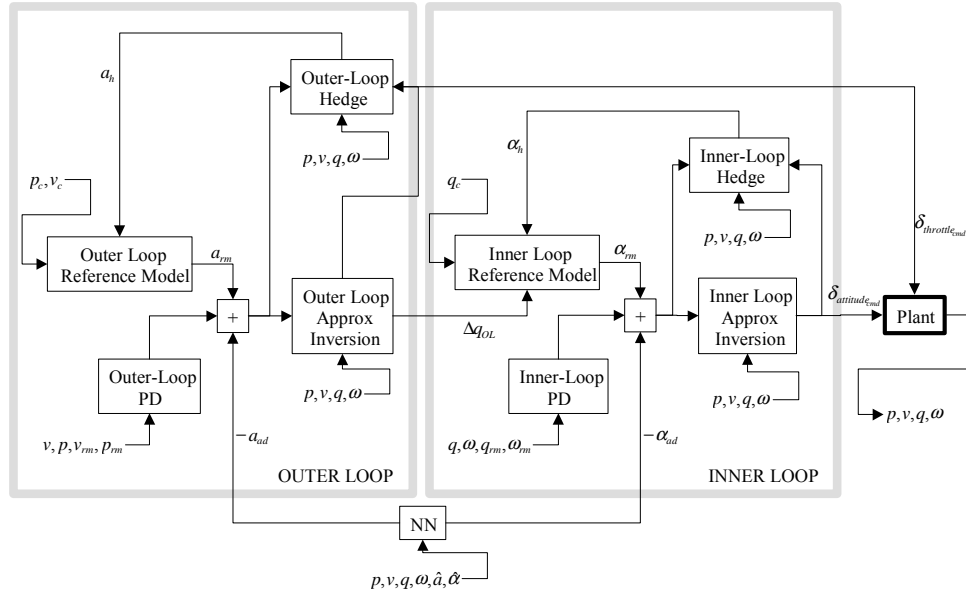 a_h
Outer-Loop
Hedge
p, v, q, ω
p_c, v_c
Outer Loop
Reference Model
a_rm
+
Outer Loop
Approx
Inversion
Δq_OL
p, v, q, ω
Outer-Loop
PD
v, p, v_rm, p_rm
−a_ad
OUTER LOOP
α_h
Inner-Loop
Hedge
p, v, q, ω
q_c
Inner Loop
Reference Model
α_rm
+
Inner Loop
Approx
Inversion
p, v, q, ω
Inner-Loop
PD
q, ω, q_rm, ω_rm
−α_ad
INNER LOOP
δ_throttle_cmd
δ_attitude_cmd
Plant
p, v, q, ω
NN
p, v, q, ω, â, α̂